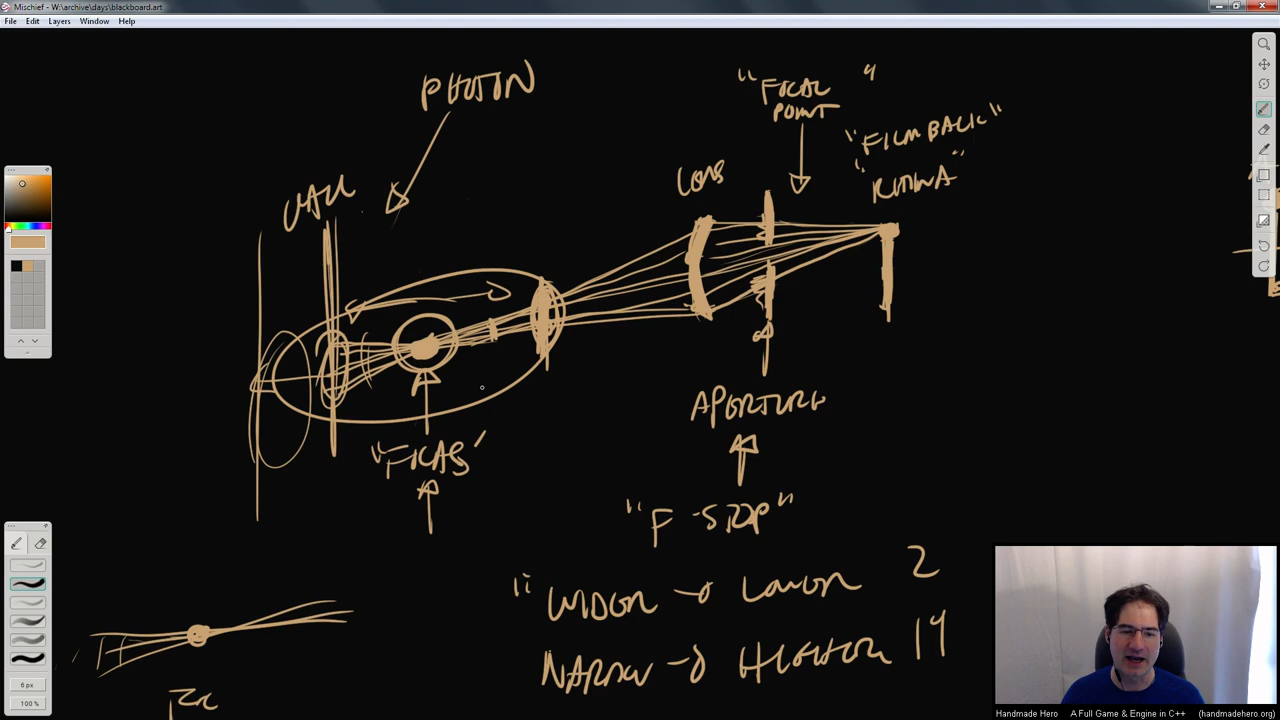 Mischief - W:\archive\days\blackboard.art
File Edit Layers Window Help
PHOTON
"FOCAL
POINT"
"FILM BACK"
"RETINA"
WALL
LENS
"FOCUS"
APERTURE
"F-STOP"
"WIDER → LOWER 2
NARROW → HIGHER 14
6 px
100 %
Handmade Hero A Full Game & Engine in C++ (handmadehero.org)